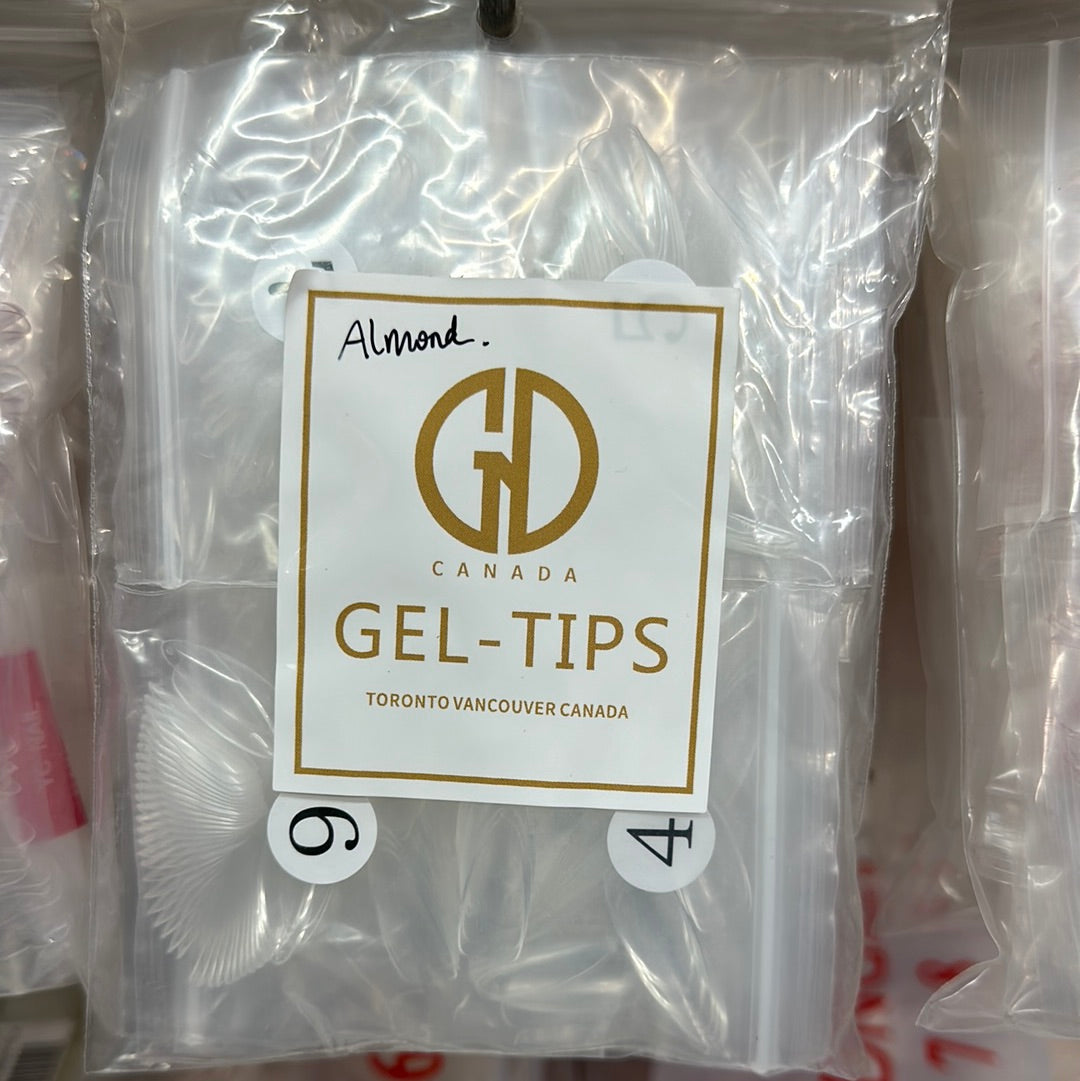 Almond.
GD
CANADA
GEL-TIPS
TORONTO VANCOUVER CANADA
9
4